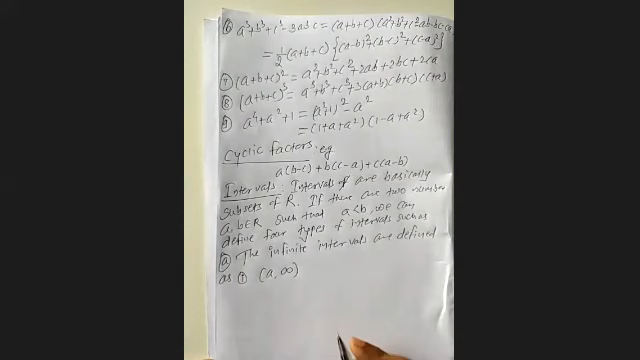 ⑥ a³+b³+c³-3abc = (a+b+c)(a²+b²+c²-ab-bc-ca)
= ½(a+b+c){(a-b)²+(b-c)²+(c-a)²}
⑦ (a+b+c)² = a²+b²+c²+2ab+2bc+2ca
⑧ (a+b+c)³ = a³+b³+c³+3(a+b)(b+c)(c+a)
⑨ a⁴+a²+1 = (a²+1)²-a²
= (1+a+a²)(1-a+a²)
Cyclic factors. eg
a(b-c)+b(c-a)+c(a-b)
Intervals: Intervals of are basically
subsets of R. If there are two number
a, b∈R such that a<b, we can
define four types of intervals such as
ⓐ The infinite intervals are defined
as ① (a, ∞)